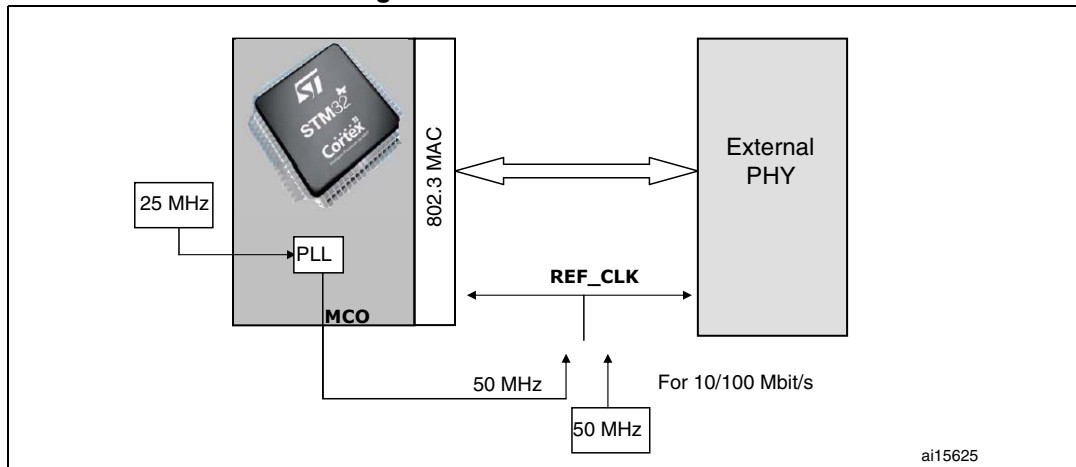 ST
STM32
Cortex
802.3 MAC
External
PHY
25 MHz
PLL
REF_CLK
MCO
50 MHz
For 10/100 Mbit/s
50 MHz
ai15625